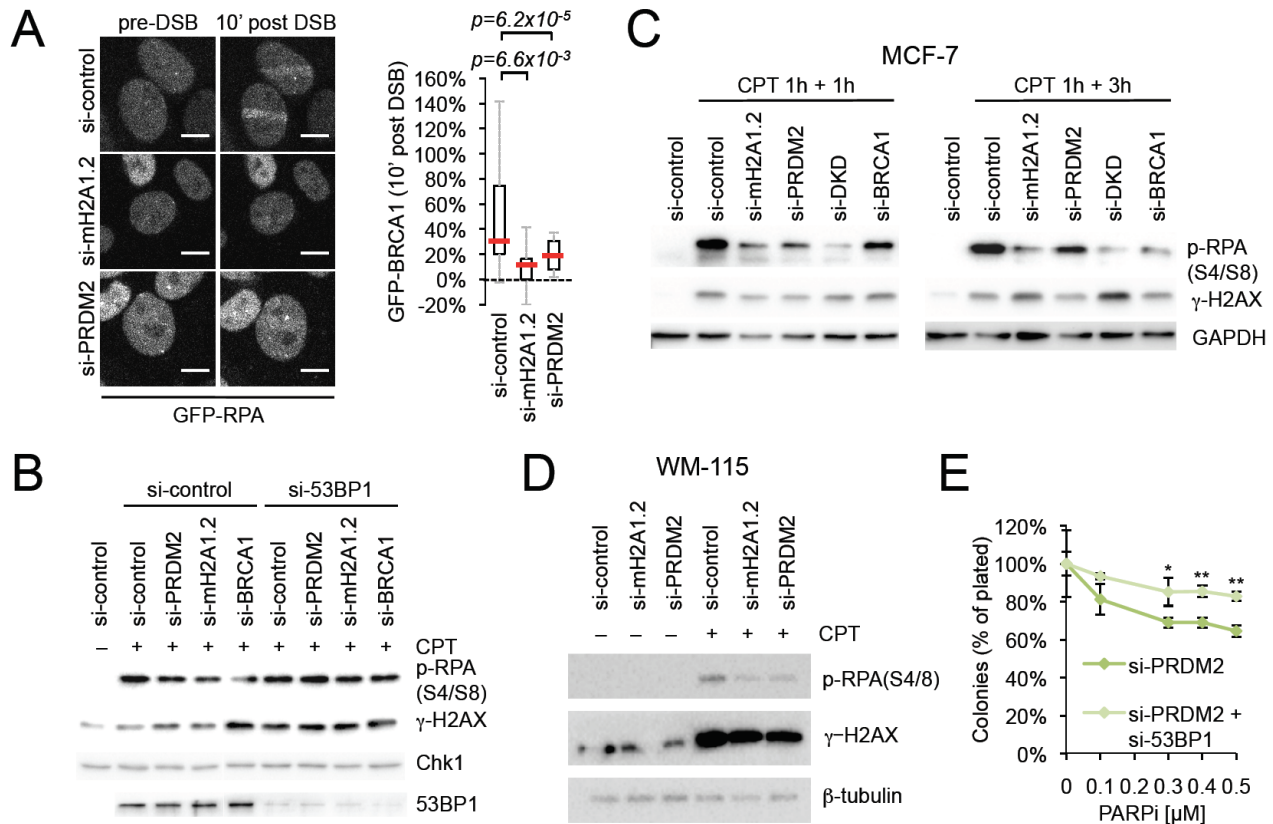 A
pre-DSB 10' post DSB
si-control
si-mH2A1.2
si-PRDM2
GFP-RPA
p=6.2x10-5
p=6.6x10-3
GFP-BRCA1 (10' post DSB)
160%
140%
120%
100%
80%
60%
40%
20%
0%
-20%
si-control
si-mH2A1.2
si-PRDM2
C
MCF-7
CPT 1h + 1h CPT 1h + 3h
si-control si-control si-mH2A1.2 si-PRDM2 si-DKD si-BRCA1 si-control si-control si-mH2A1.2 si-PRDM2 si-DKD si-BRCA1
p-RPA
(S4/S8)
γ-H2AX
GAPDH
B
si-control si-53BP1
si-control si-control si-PRDM2 si-mH2A1.2 si-BRCA1 si-control si-PRDM2 si-mH2A1.2 si-BRCA1
– + + + + + + + + CPT
p-RPA
(S4/S8)
γ-H2AX
Chk1
53BP1
D
WM-115
si-control si-mH2A1.2 si-PRDM2 si-control si-mH2A1.2 si-PRDM2
– – – + + + CPT
p-RPA(S4/8)
γ-H2AX
β-tubulin
E
Colonies (% of plated)
120%
100%
80%
60%
40%
20%
0%
* ** **
si-PRDM2
si-PRDM2 +
si-53BP1
0 0.1 0.2 0.3 0.4 0.5
PARPi [µM]